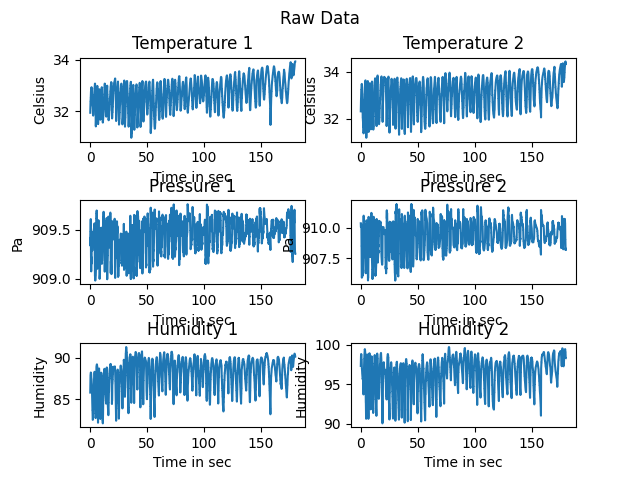 Raw Data
Temperature 1
Temperature 2
34
32
Celsius
0 50 100 150
Time in sec
34
32
Celsius
0 50 100 150
Time in sec
Pressure 1
Pressure 2
909.5
909.0
Pa
0 50 100 150
Time in sec
910.0
907.5
Pa
0 50 100 150
Time in sec
Humidity 1
Humidity 2
90
85
Humidity
0 50 100 150
Time in sec
100
95
90
Humidity
0 50 100 150
Time in sec